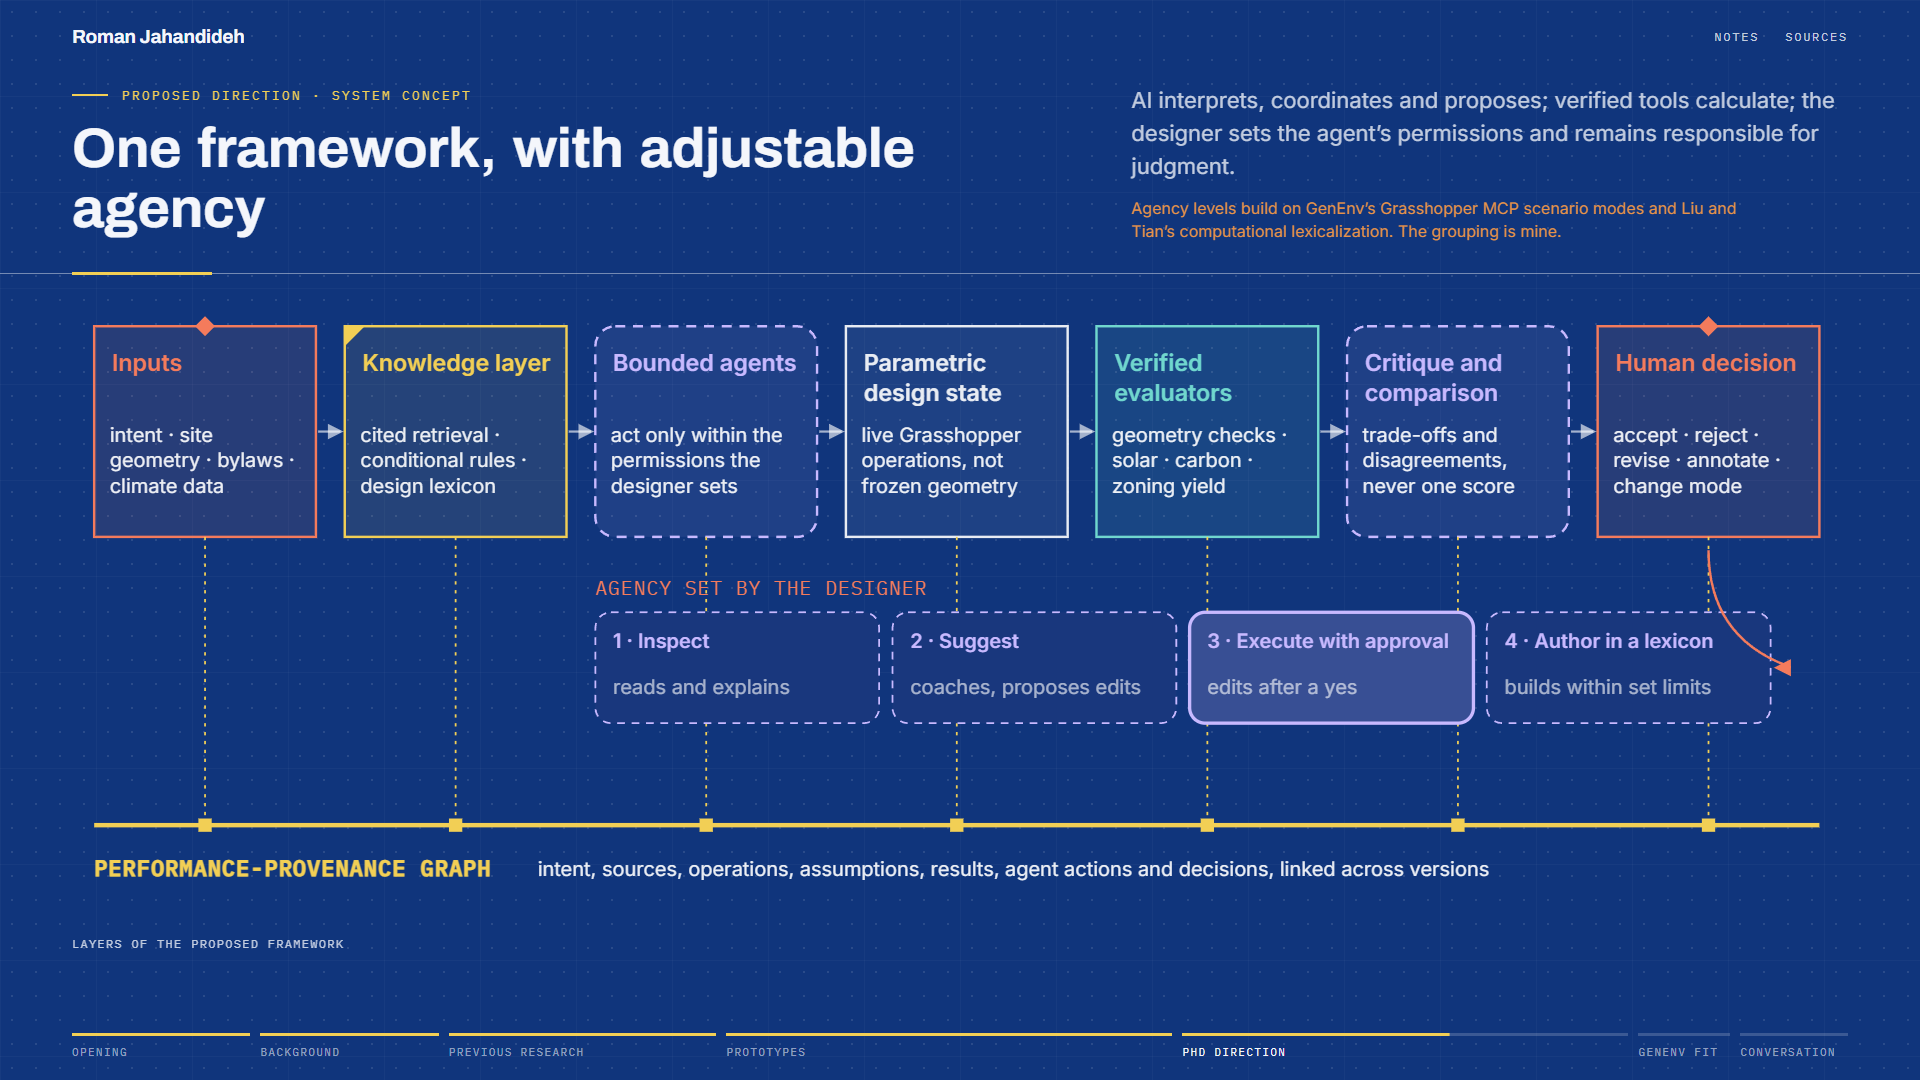 Roman Jahandideh
NOTES SOURCES
PROPOSED DIRECTION · SYSTEM CONCEPT
One framework, with adjustable
agency
AI interprets, coordinates and proposes; verified tools calculate; the
designer sets the agent’s permissions and remains responsible for
judgment.
Agency levels build on GenEnv’s Grasshopper MCP scenario modes and Liu and
Tian’s computational lexicalization. The grouping is mine.
Inputs
intent · site
geometry · bylaws ·
climate data
Knowledge layer
cited retrieval ·
conditional rules ·
design lexicon
Bounded agents
act only within the
permissions the
designer sets
Parametric
design state
live Grasshopper
operations, not
frozen geometry
Verified
evaluators
geometry checks ·
solar · carbon ·
zoning yield
Critique and
comparison
trade-offs and
disagreements,
never one score
Human decision
accept · reject ·
revise · annotate ·
change mode
AGENCY SET BY THE DESIGNER
1 · Inspect
reads and explains
2 · Suggest
coaches, proposes edits
3 · Execute with approval
edits after a yes
4 · Author in a lexicon
builds within set limits
PERFORMANCE-PROVENANCE GRAPH
intent, sources, operations, assumptions, results, agent actions and decisions, linked across versions
LAYERS OF THE PROPOSED FRAMEWORK
OPENING
BACKGROUND
PREVIOUS RESEARCH
PROTOTYPES
PHD DIRECTION
GENENV FIT
CONVERSATION